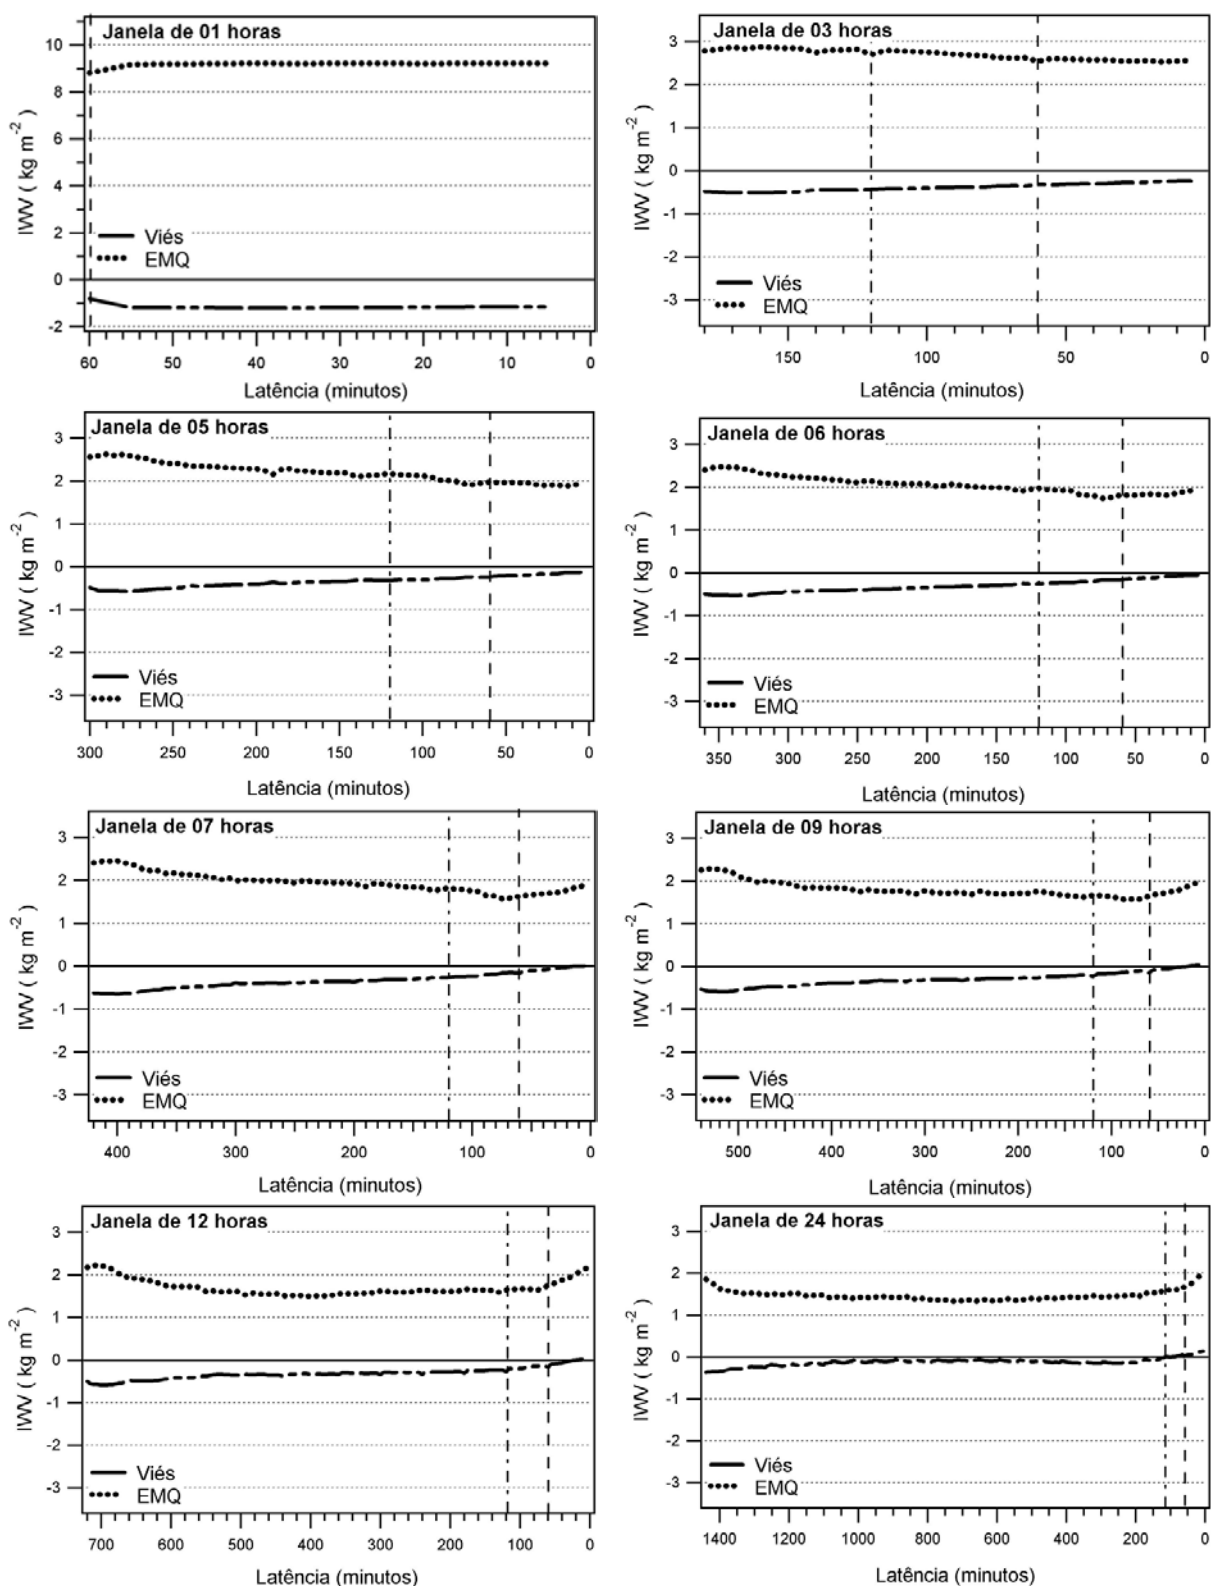 Janela de 01 horas
10
8
6
4
2
0
-2
IWV ( kg m-2 )
Viés
EMQ
60 50 40 30 20 10 0
Latência (minutos)
Janela de 03 horas
3
2
1
0
-1
-2
-3
IWV ( kg m-2 )
Viés
EMQ
150 100 50 0
Latência (minutos)
Janela de 05 horas
3
2
1
0
-1
-2
-3
IWV ( kg m-2 )
Viés
EMQ
300 250 200 150 100 50 0
Latência (minutos)
Janela de 06 horas
3
2
1
0
-1
-2
-3
IWV ( kg m-2 )
Viés
EMQ
350 300 250 200 150 100 50 0
Latência (minutos)
Janela de 07 horas
3
2
1
0
-1
-2
-3
IWV ( kg m-2 )
Viés
EMQ
400 300 200 100 0
Latência (minutos)
Janela de 09 horas
3
2
1
0
-1
-2
-3
IWV ( kg m-2 )
Viés
EMQ
500 400 300 200 100 0
Latência (minutos)
Janela de 12 horas
3
2
1
0
-1
-2
-3
IWV ( kg m-2 )
Viés
EMQ
700 600 500 400 300 200 100 0
Latência (minutos)
Janela de 24 horas
3
2
1
0
-1
-2
-3
IWV ( kg m-2 )
Viés
EMQ
1400 1200 1000 800 600 400 200 0
Latência (minutos)